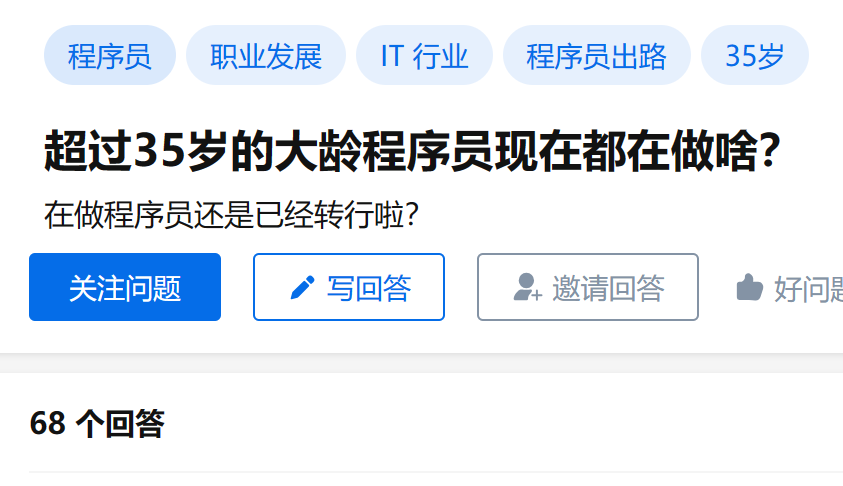 程序员 职业发展 IT 行业 程序员出路 35岁
超过35岁的大龄程序员现在都在做啥？
在做程序员还是已经转行啦？
关注问题 写回答 邀请回答 好问题
68 个回答